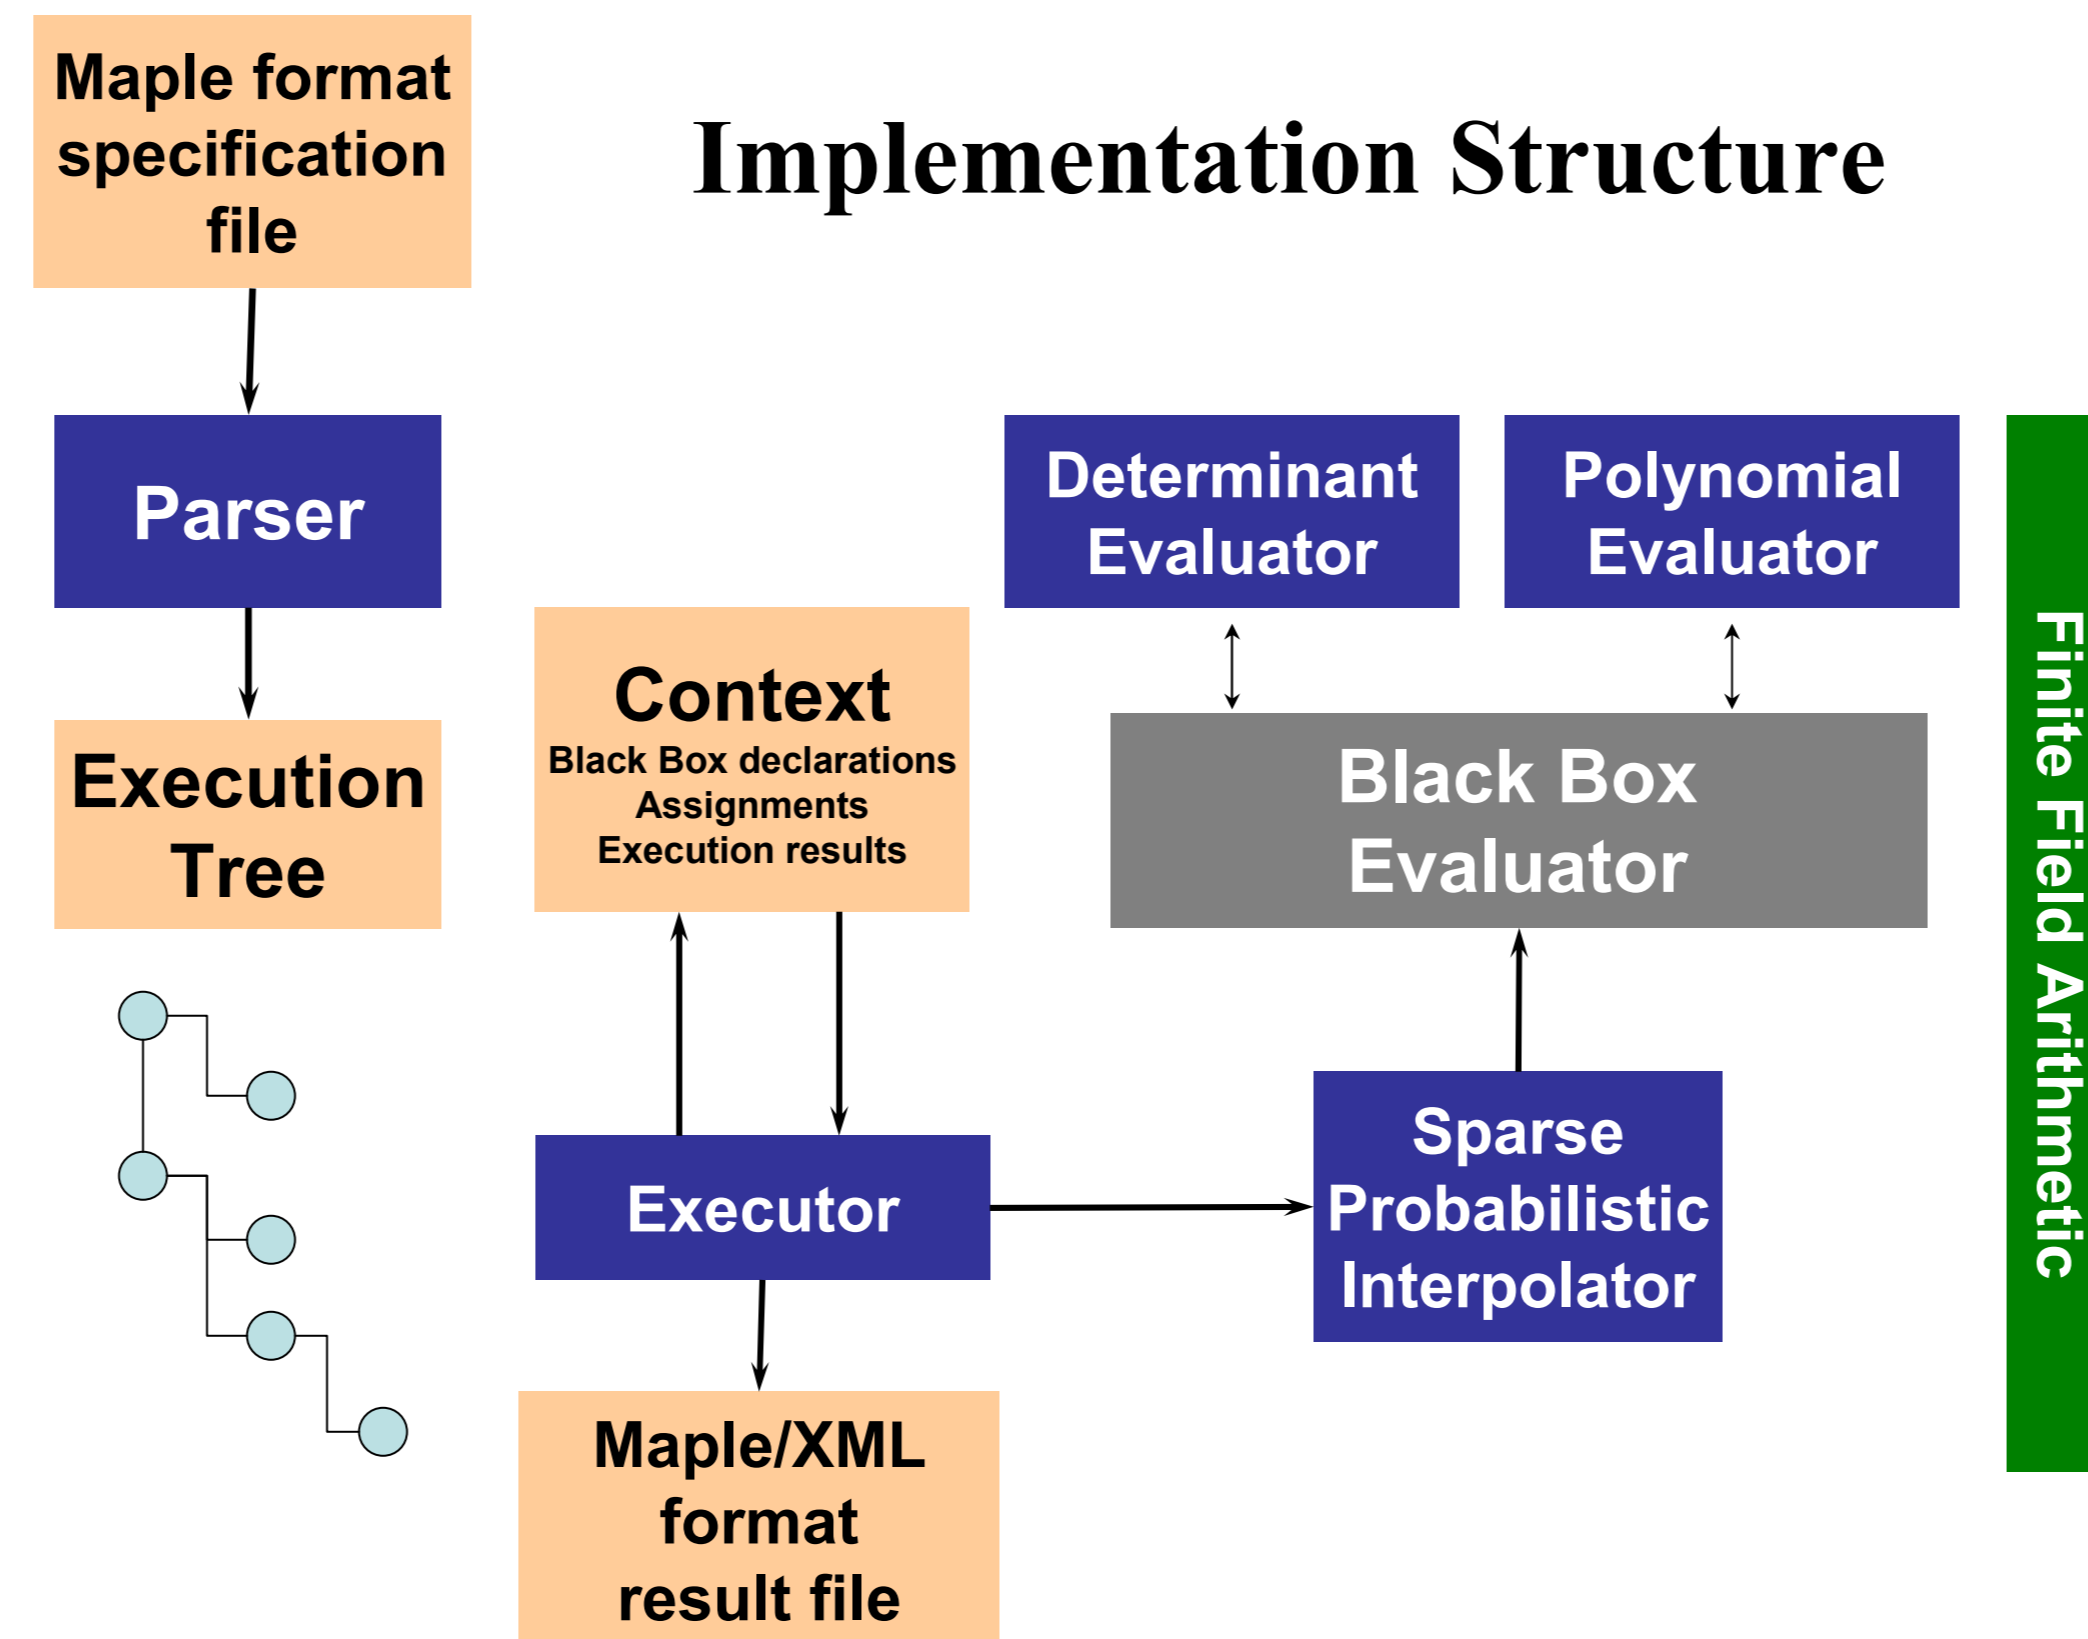 Maple format
specification
file
Implementation Structure
Parser
Execution
Tree
Context
Black Box declarations
Assignments
Execution results
Determinant
Evaluator
Polynomial
Evaluator
Black Box
Evaluator
Executor
Sparse
Probabilistic
Interpolator
Maple/XML
format
result file
Finite Field Arithmetic